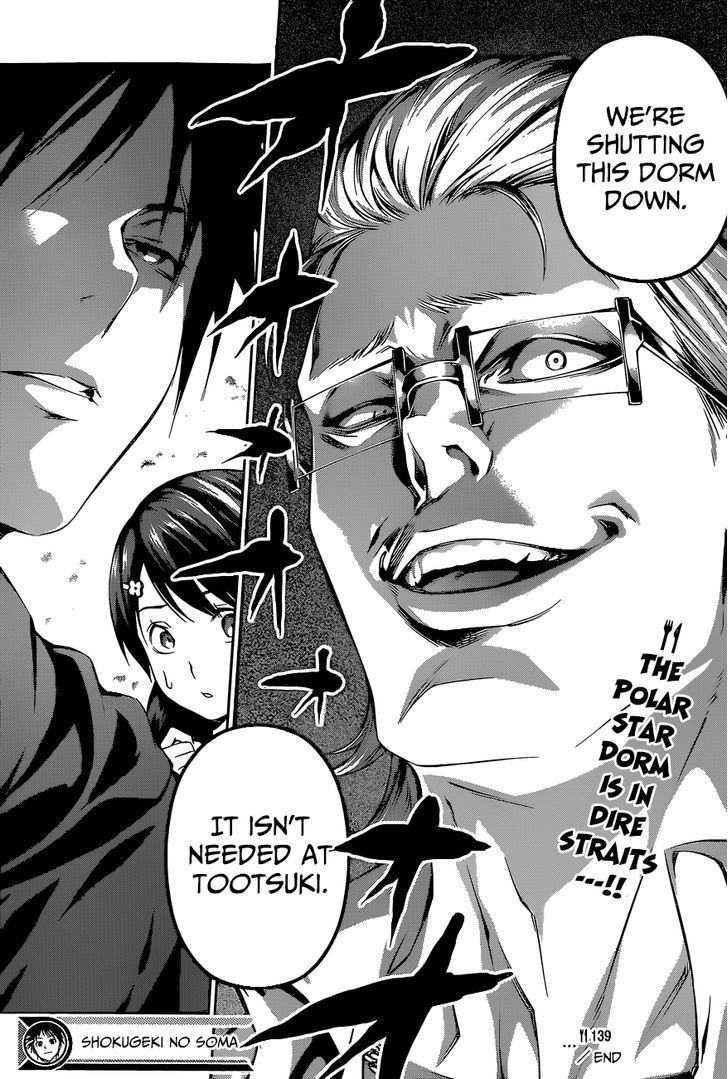 WE'RE
SHUTTING
THIS DORM
DOWN.
THE
POLAR
STAR
DORM
IS IN
DIRE
STRAITS
...!!
IT ISN'T
NEEDED AT
TOOTSUKI.
SHOKUGEKI NO SOMA
139
... / END